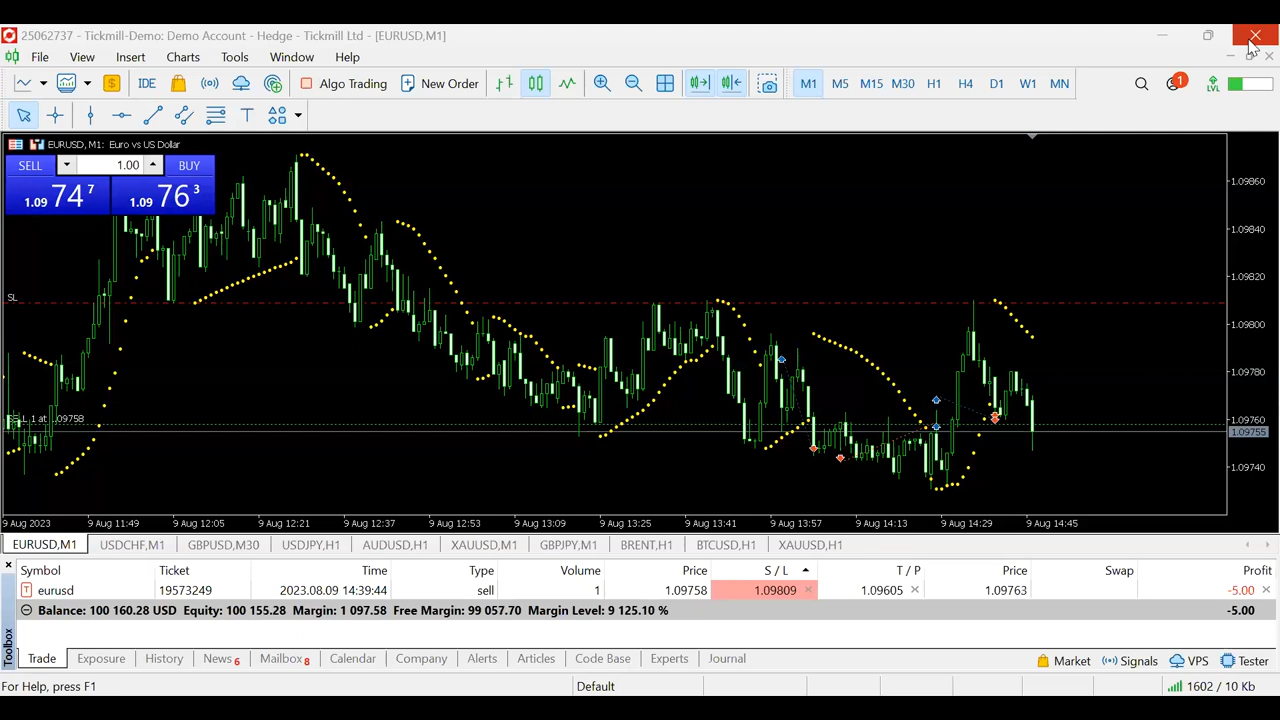 25062737 - Tickmill-Demo: Demo Account - Hedge - Tickmill Ltd - [EURUSD,M1]
File View Insert Charts Tools Window Help
IDE Algo Trading New Order M1 M5 M15 M30 H1 H4 D1 W1 MN 1 LVL
T
EURUSD, M1: Euro vs US Dollar
SELL 1.00 BUY
1.09 74 7 1.09 76 3
1.09860
1.09840
1.09820
SL
1.09800
1.09780
SELL 1 at 1.09758
1.09760
1.09755
1.09740
9 Aug 2023 9 Aug 11:49 9 Aug 12:05 9 Aug 12:21 9 Aug 12:37 9 Aug 12:53 9 Aug 13:09 9 Aug 13:25 9 Aug 13:41 9 Aug 13:57 9 Aug 14:13 9 Aug 14:29 9 Aug 14:45
EURUSD,M1 USDCHF,M1 GBPUSD,M30 USDJPY,H1 AUDUSD,H1 XAUUSD,M1 GBPJPY,M1 BRENT,H1 BTCUSD,H1 XAUUSD,H1
Symbol Ticket Time Type Volume Price S / L T / P Price Swap Profit
eurusd 19573249 2023.08.09 14:39:44 sell 1 1.09758 1.09809 1.09605 1.09763 -5.00
Balance: 100 160.28 USD Equity: 100 155.28 Margin: 1 097.58 Free Margin: 99 057.70 Margin Level: 9 125.10 % -5.00
Toolbox
Trade Exposure History News 6 Mailbox 8 Calendar Company Alerts Articles Code Base Experts Journal Market Signals VPS Tester
For Help, press F1 Default 1602 / 10 Kb